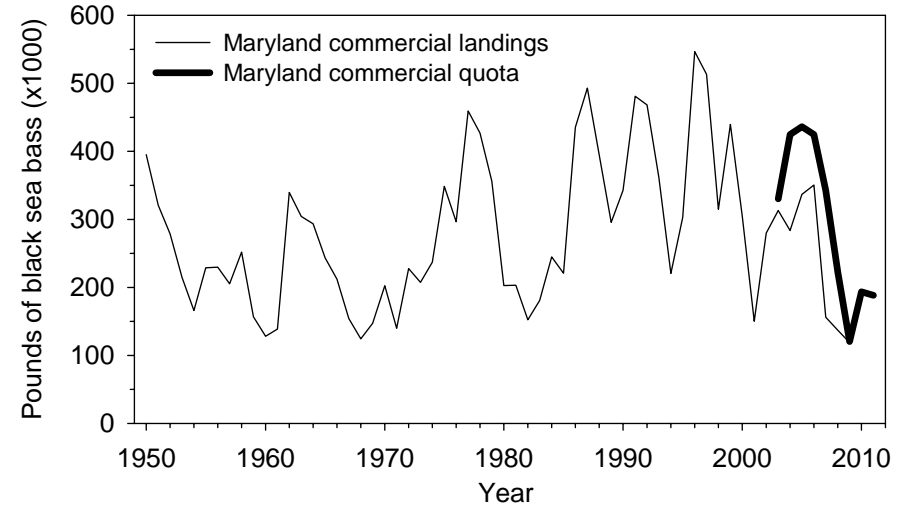 600
500
400
300
200
100
0
Pounds of black sea bass (x1000)
Maryland commercial landings
Maryland commercial quota
1950 1960 1970 1980 1990 2000 2010
Year